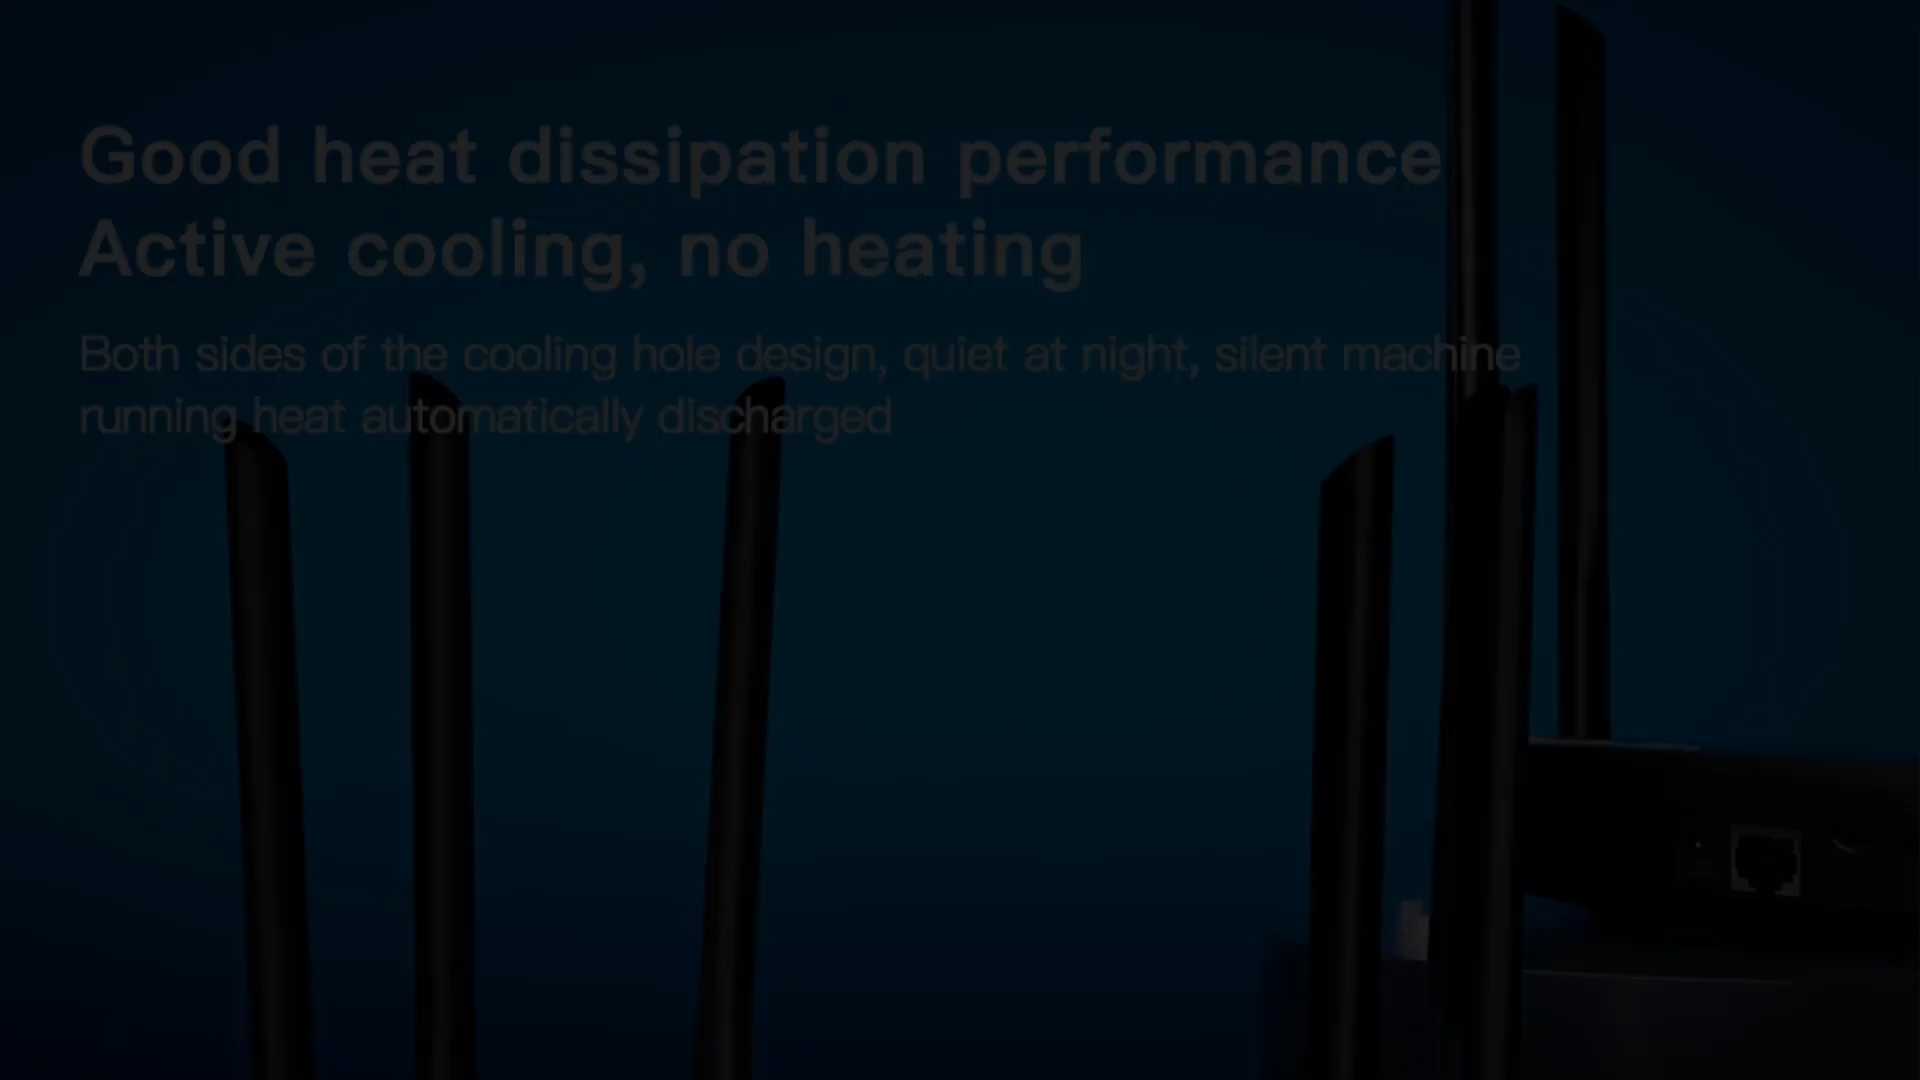 Good heat dissipation performance
Active cooling, no heating
Both sides of the cooling hole design, quiet at night, silent machine
running heat automatically discharged